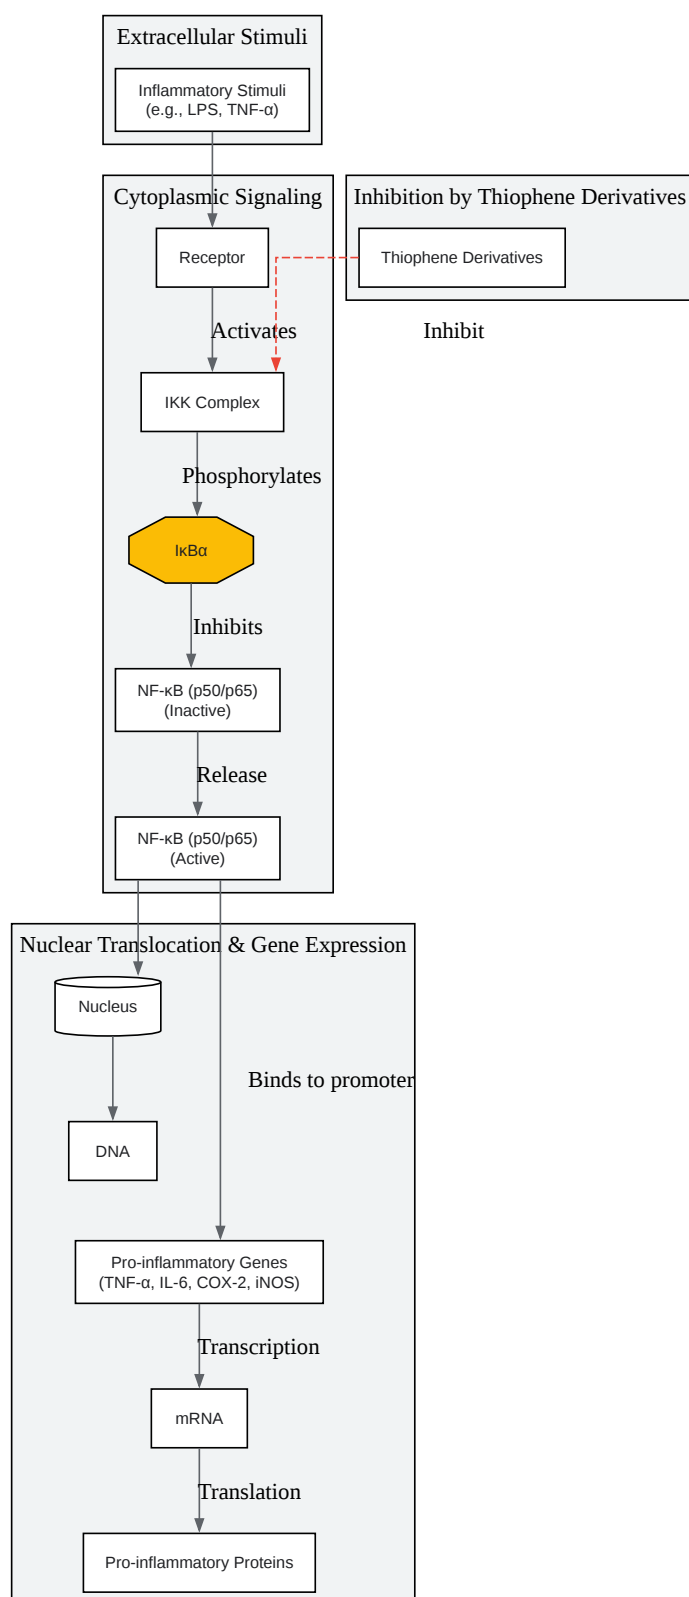 Extracellular Stimuli
Inflammatory Stimuli
(e.g., LPS, TNF-α)
Cytoplasmic Signaling
Inhibition by Thiophene Derivatives
Receptor
Thiophene Derivatives
Activates
Inhibit
IKK Complex
Phosphorylates
IκBα
Inhibits
NF-κB (p50/p65)
(Inactive)
Release
NF-κB (p50/p65)
(Active)
Nuclear Translocation & Gene Expression
Nucleus
Binds to promoter
DNA
Pro-inflammatory Genes
(TNF-α, IL-6, COX-2, iNOS)
Transcription
mRNA
Translation
Pro-inflammatory Proteins